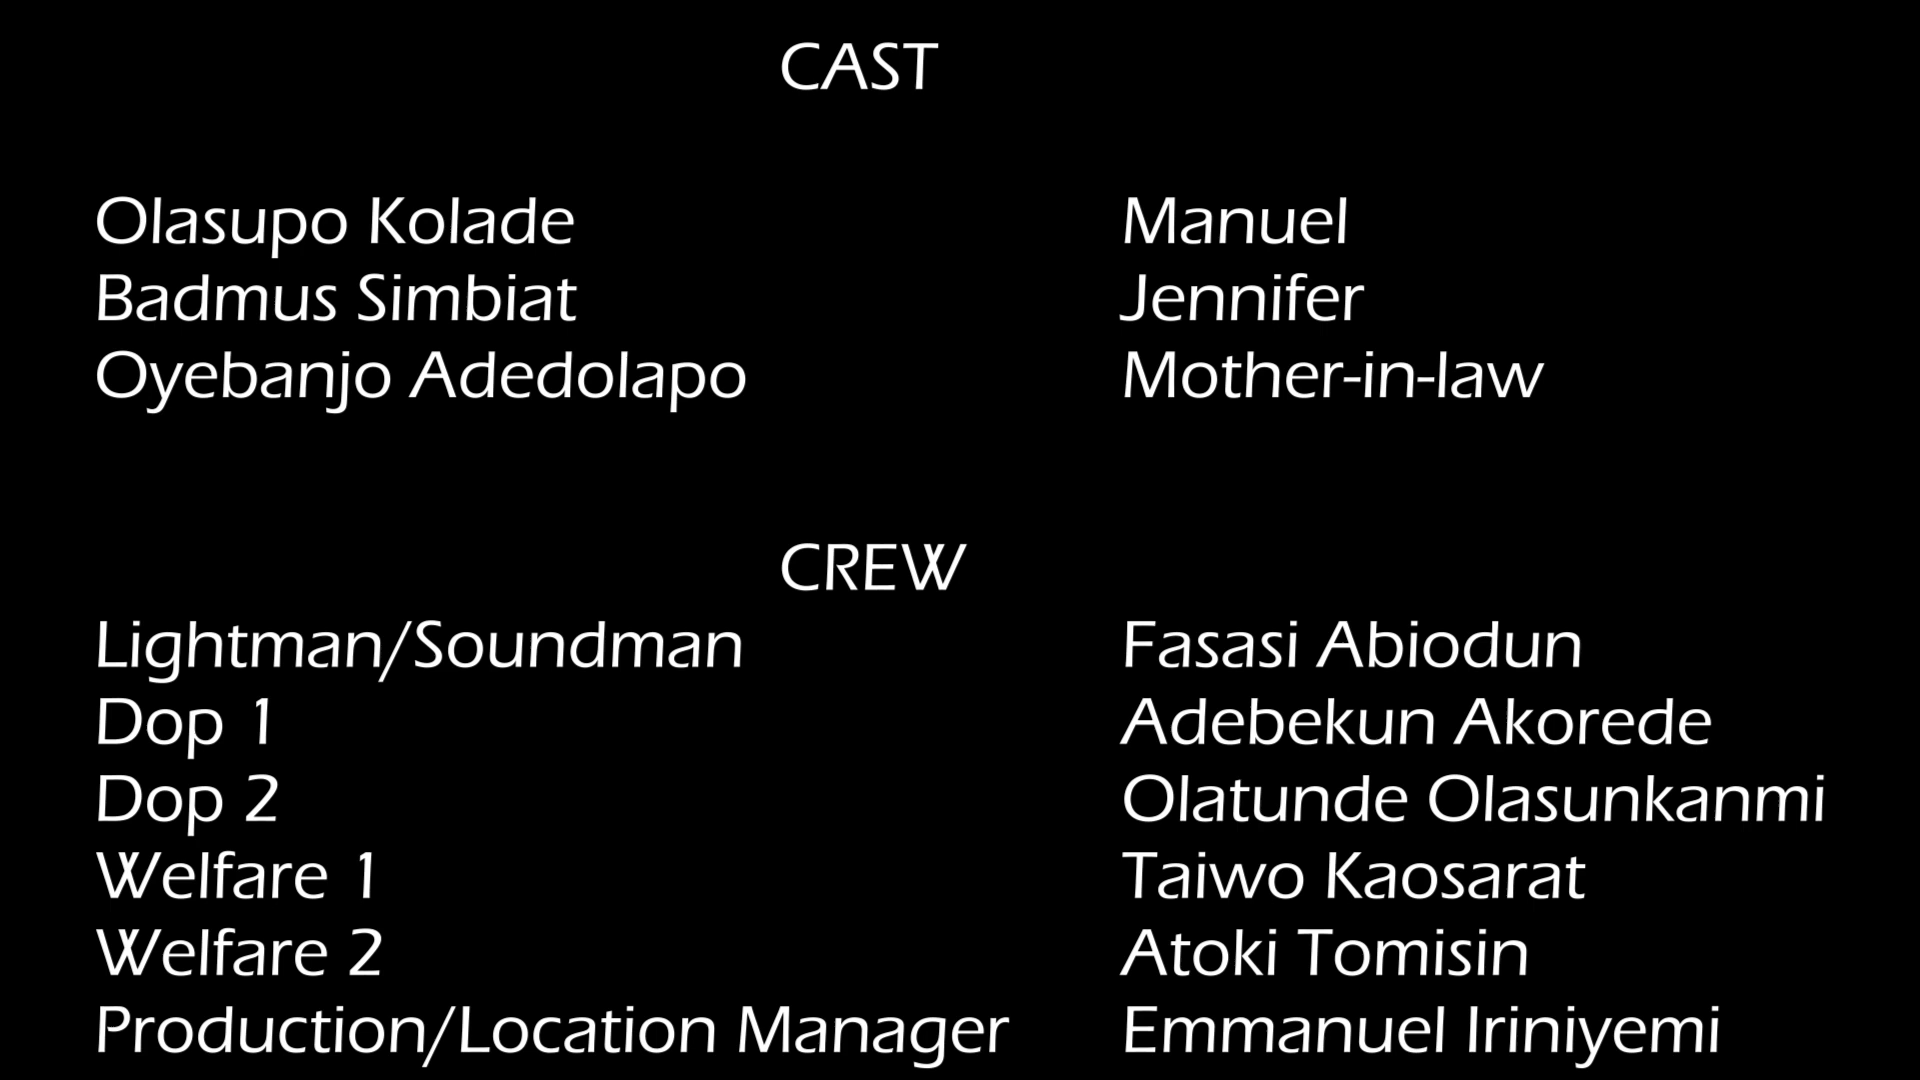 CAST
Olasupo Kolade Manuel
Badmus Simbiat Jennifer
Oyebanjo Adedolapo Mother-in-law
CREW
Lightman/Soundman Fasasi Abiodun
Dop 1 Adebekun Akorede
Dop 2 Olatunde Olasunkanmi
Welfare 1 Taiwo Kaosarat
Welfare 2 Atoki Tomisin
Production/Location Manager Emmanuel Iriniyemi